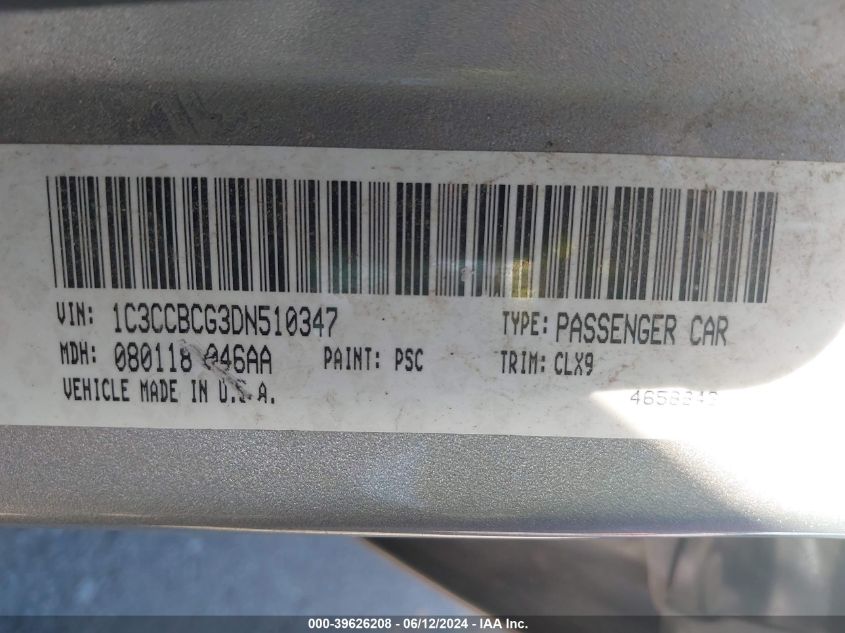 VIN: 1C3CCBCG3DN510347 TYPE: PASSENGER CAR
MDH: 080118 046AA PAINT: PSC TRIM: CLX9
VEHICLE MADE IN U.S.A.
000-39626208 - 06/12/2024 - IAA Inc.